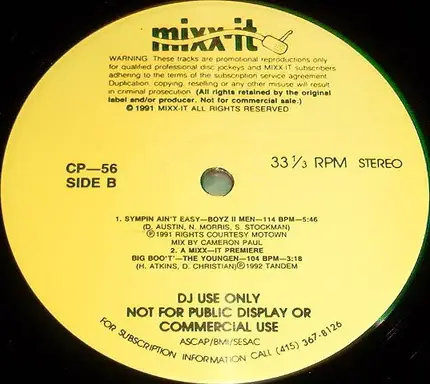 mixx-it
WARNING: These tracks are promotional reproductions only
for qualified professional disc jockeys and MIXX-IT subscribers
adhering to the terms of the subscription service agreement.
Duplication, copying, reselling or any other misuse will result
in criminal prosecution. (All rights retained by the original
label and/or producer. Not for commercial sale.)
©1991 MIXX-IT ALL RIGHTS RESERVED
CP—56
SIDE B
33 1/3 RPM STEREO
1. SYMPIN AIN'T EASY—BOYZ II MEN—114 BPM—5:46
(D. AUSTIN, N. MORRIS, S. STOCKMAN)
Ⓟ1991 RIGHTS COURTESY MOTOWN
MIX BY CAMERON PAUL
2. A MIXX—IT PREMIERE
BIG BOO'T'—THE YOUNGEN—104 BPM—3:18
(H. ATKINS, D. CHRISTIAN)Ⓟ1992 TANDEM
DJ USE ONLY
NOT FOR PUBLIC DISPLAY OR
COMMERCIAL USE
ASCAP/BMI/SESAC
FOR SUBSCRIPTION INFORMATION CALL (415) 367-8126